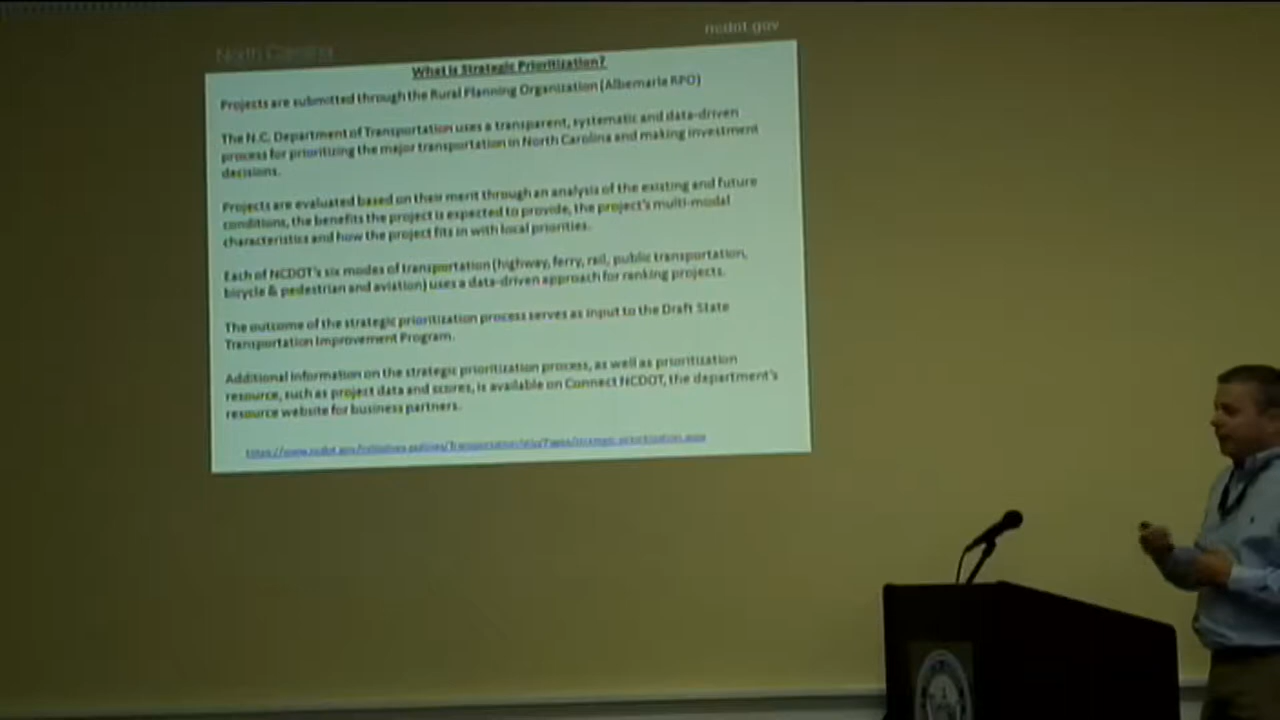 North Carolina
ncdot.gov
What is Strategic Prioritization?
Projects are submitted through the Rural Planning Organization (Albemarle RPO)
The N.C. Department of Transportation uses a transparent, systematic and data-driven
process for prioritizing the major transportation in North Carolina and making investment
decisions.
Projects are evaluated based on their merit through an analysis of the existing and future
conditions, the benefits the project is expected to provide, the project's multi-modal
characteristics and how the project fits in with local priorities.
Each of NCDOT's six modes of transportation (highway, ferry, rail, public transportation,
bicycle & pedestrian and aviation) uses a data-driven approach for ranking projects.
The outcome of the strategic prioritization process serves as input to the Draft State
Transportation Improvement Program.
Additional information on the strategic prioritization process, as well as prioritization
resource, such as project data and scores, is available on Connect NCDOT, the department's
resource website for business partners.